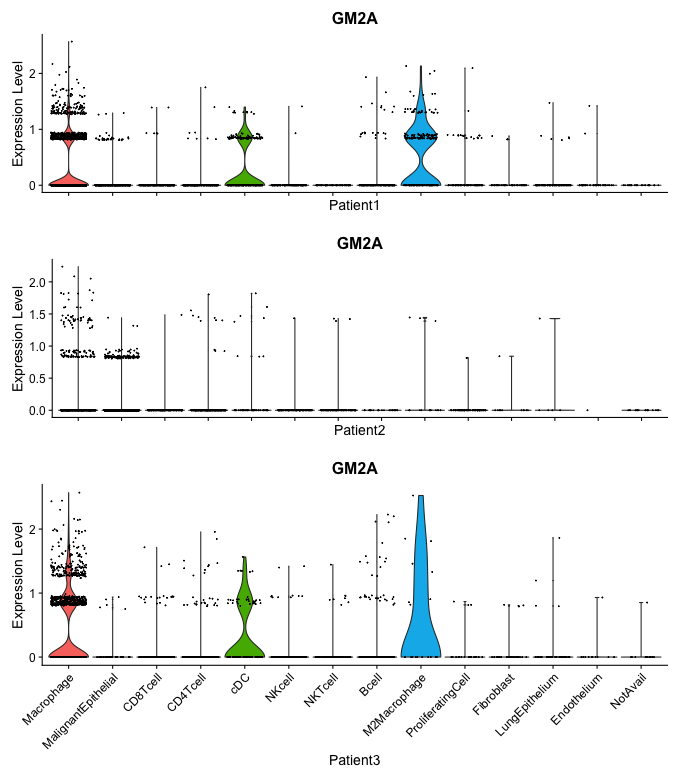 GM2A
Expression Level
2
1
0
Patient1
GM2A
Expression Level
2.0
1.5
1.0
0.5
0.0
Patient2
GM2A
Expression Level
2
1
0
Macrophage
MalignantEpithelial
CD8Tcell
CD4Tcell
cDC
NKcell
NKTcell
Bcell
M2Macrophage
ProliferatingCell
Fibroblast
LungEpithelium
Endothelium
NotAvail
Patient3